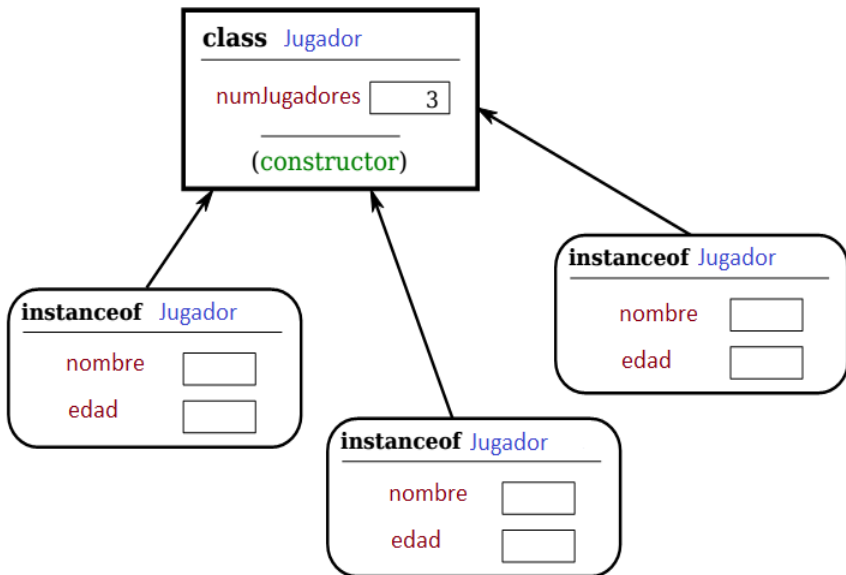 class Jugador
numJugadores 3
(constructor)
instanceof Jugador
nombre
edad
instanceof Jugador
nombre
edad
instanceof Jugador
nombre
edad